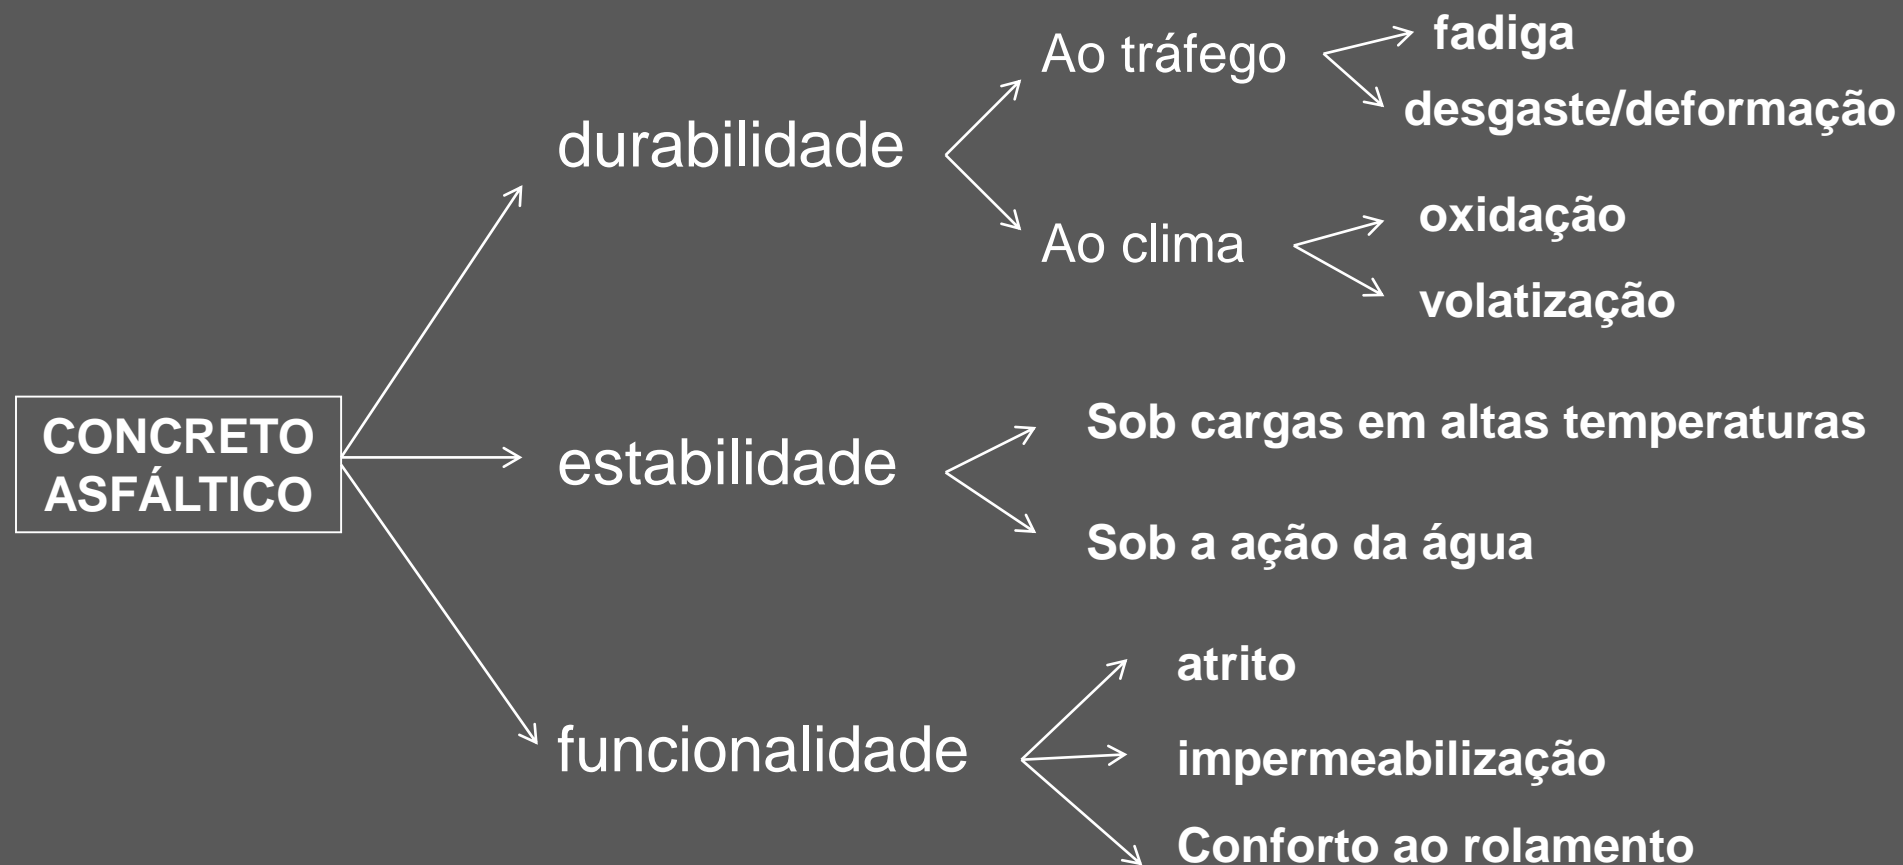 CONCRETO
ASFÁLTICO
durabilidade
Ao tráfego
fadiga
desgaste/deformação
Ao clima
oxidação
volatização
estabilidade
Sob cargas em altas temperaturas
Sob a ação da água
funcionalidade
atrito
impermeabilização
Conforto ao rolamento